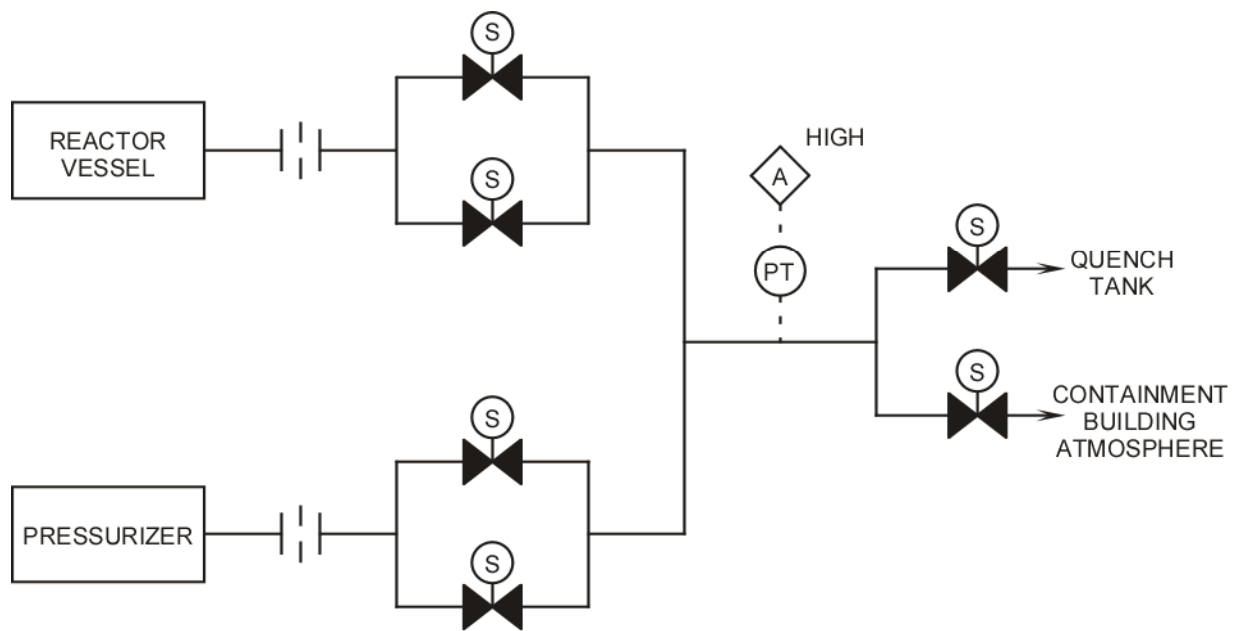 S
REACTOR
VESSEL
S
HIGH
A
PT
S
QUENCH
TANK
S
CONTAINMENT
BUILDING
ATMOSPHERE
S
PRESSURIZER
S